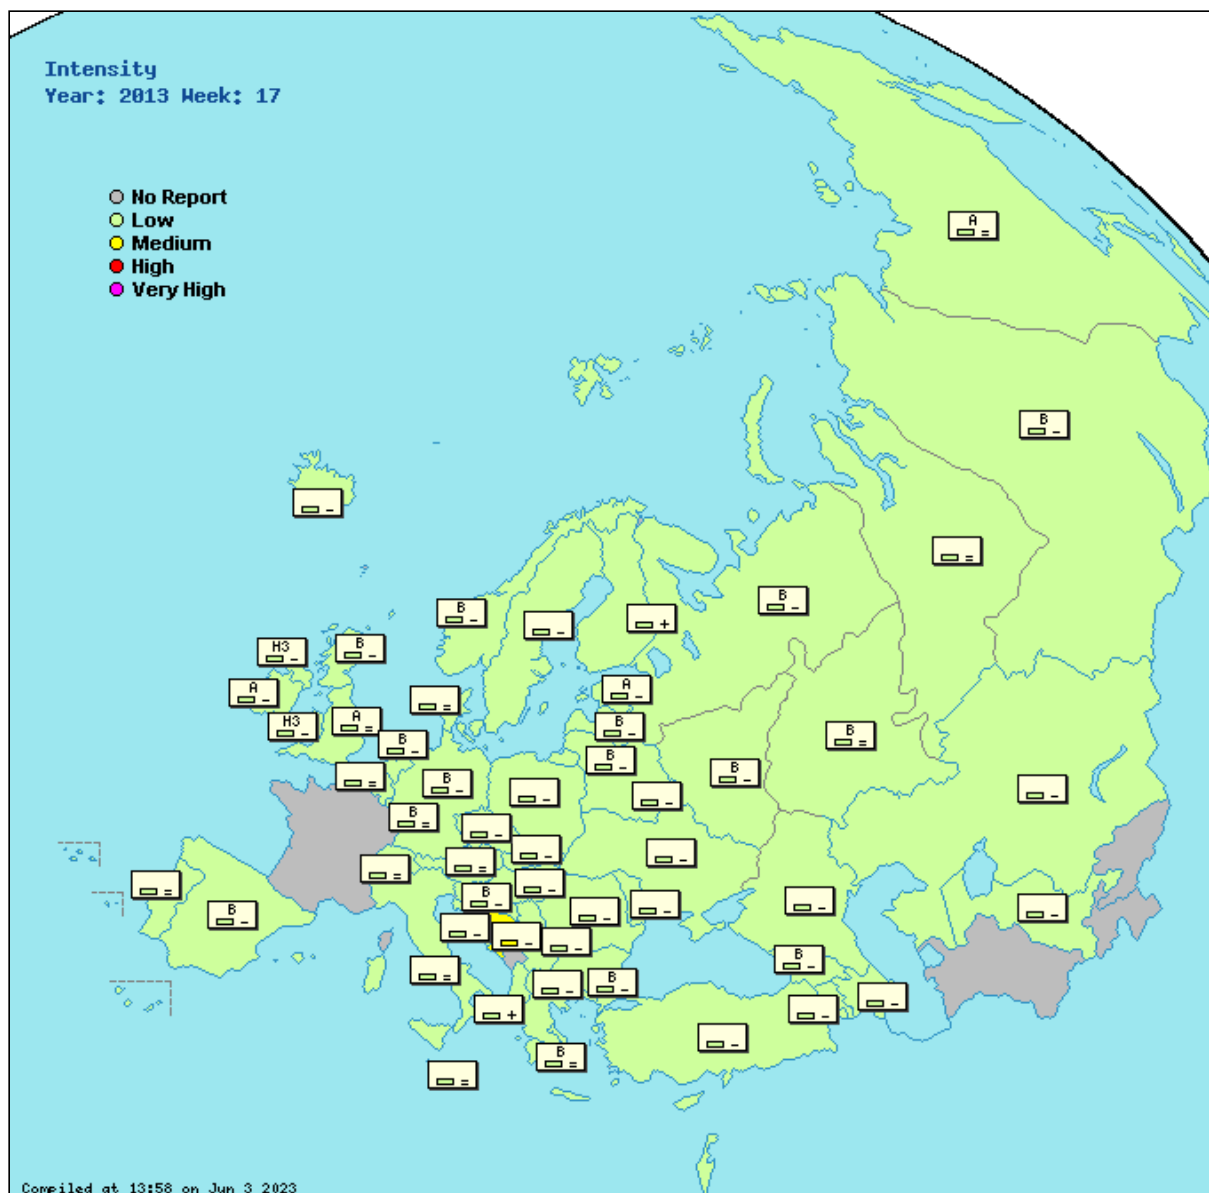 Intensity
Year: 2013 Week: 17
No Report
Low
Medium
High
Very High
A
=
B
-
-
=
B
-
B
-
-
+
H3
-
B
-
A
-
A
-
=
H3
-
A
=
B
-
B
-
B
=
B
-
B
-
=
B
-
-
-
-
B
=
-
-
-
=
=
-
=
B
-
-
B
-
-
-
-
-
-
-
-
=
B
-
-
B
-
-
+
-
-
B
=
=
Compiled at 13:58 on Jun 3 2023